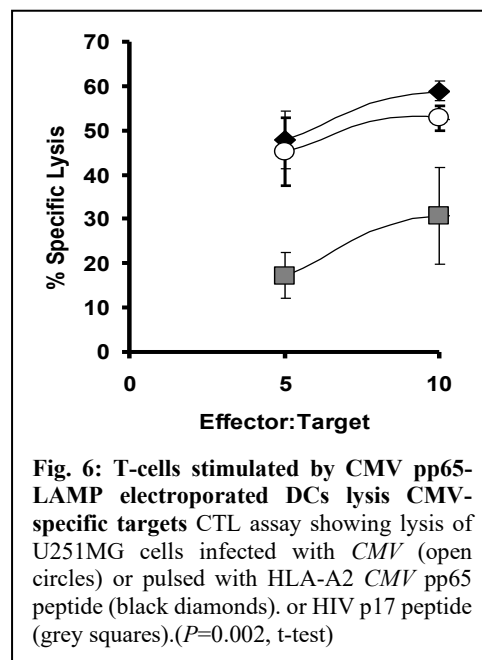 70
60
50
40
30
20
10
0
% Specific Lysis
0 5 10
Effector:Target
Fig. 6: T-cells stimulated by CMV pp65-
LAMP electroporated DCs lysis CMV-
specific targets CTL assay showing lysis of
U251MG cells infected with CMV (open
circles) or pulsed with HLA-A2 CMV pp65
peptide (black diamonds). or HIV p17 peptide
(grey squares).(P=0.002, t-test)